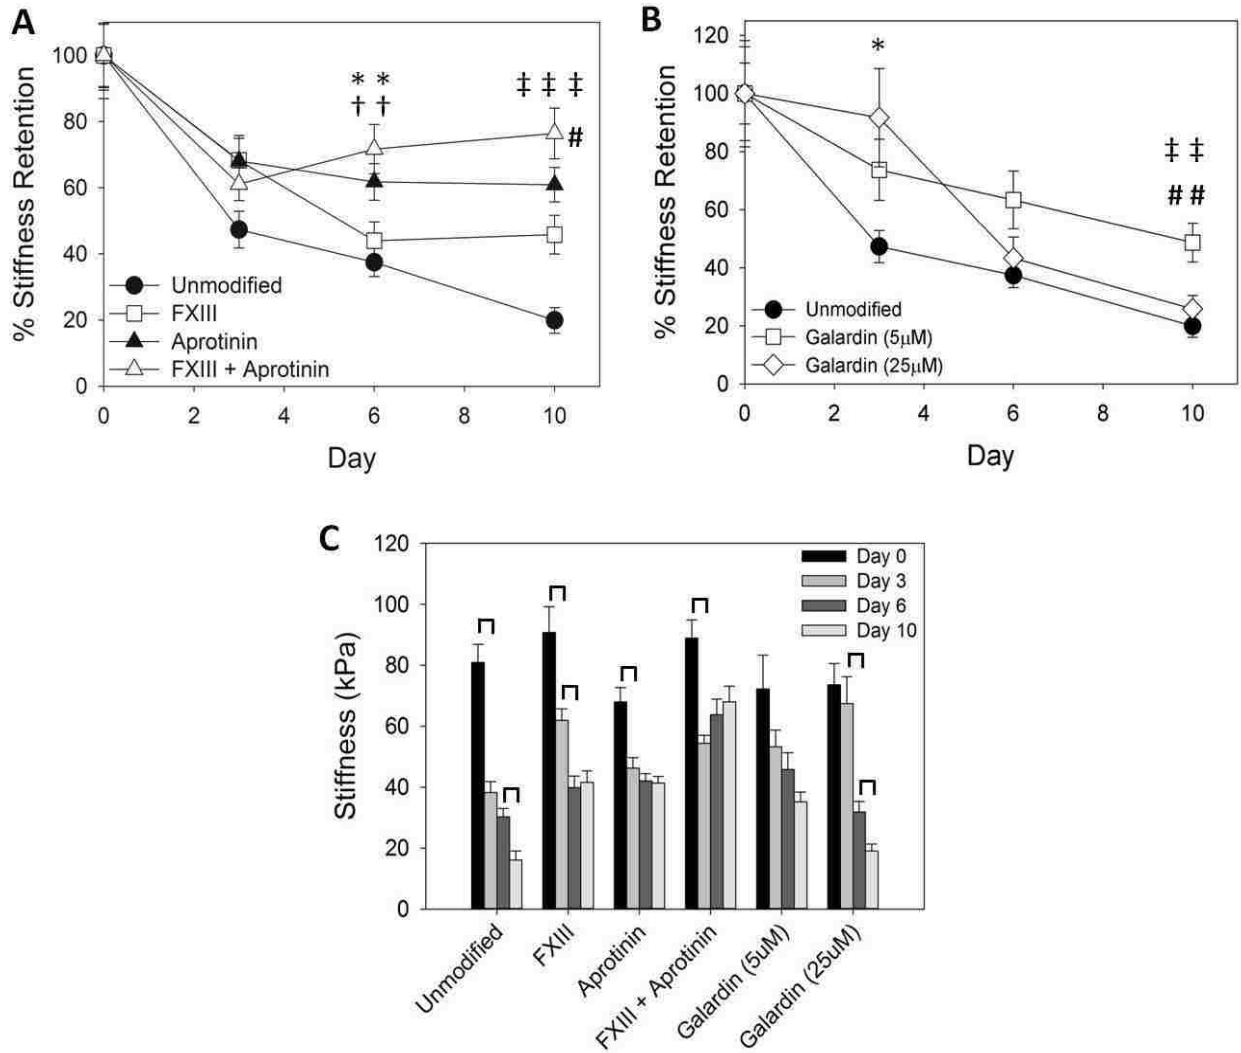 A
% Stiffness Retention
100
80
60
40
20
0
* *
† †
‡ ‡ ‡
#
Unmodified
FXIII
Aprotinin
FXIII + Aprotinin
0 2 4 6 8 10
Day
B
% Stiffness Retention
120
100
80
60
40
20
0
*
‡ ‡
# #
Unmodified
Galardin (5μM)
Galardin (25μM)
0 2 4 6 8 10
Day
C
Stiffness (kPa)
120
100
80
60
40
20
0
Day 0
Day 3
Day 6
Day 10
Unmodified
FXIII
Aprotinin
FXIII + Aprotinin
Galardin (5uM)
Galardin (25uM)